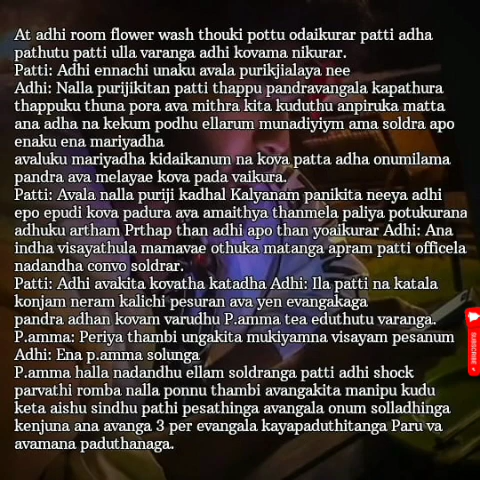 At adhi room flower wash thouki pottu odaikurar patti adha
pathutu patti ulla varanga adhi kovama nikurar.
Patti: Adhi ennachi unaku avala purikjialaya nee
Adhi: Nalla purijikitan patti thappu pandravangala kapathura
thappuku thuna pora ava mithra kita kuduthu anpiruka matta
ana adha na kekum podhu ellarum munadiyiym ama soldra apo
enaku ena mariyadha
avaluku mariyadha kidaikanum na kova patta adha onumilama
pandra ava melayae kova pada vaikura.
Patti: Avala nalla puriji kadhal Kalyanam panikita neeya adhi
epo epudi kova padura ava amaithya thanmela paliya potukurana
adhuku artham Prthap than adhi apo than yoaikurar Adhi: Ana
indha visayathula mamavae othuka matanga apram patti officela
nadandha convo soldrar.
Patti: Adhi avakita kovatha katadha Adhi: Ila patti na katala
konjam neram kalichi pesuran ava yen evangakaga
pandra adhan kovam varudhu P.amma tea eduthutu varanga.
P.amma: Periya thambi ungakita mukiyamna visayam pesanum
Adhi: Ena p.amma solunga
P.amma halla nadandhu ellam soldranga patti adhi shock
parvathi romba nalla ponnu thambi avangakita manipu kudu
keta aishu sindhu pathi pesathinga avangala onum solladhinga
kenjuna ana avanga 3 per evangala kayapaduthitanga Paru va
avamana paduthanaga.
SUBSCRIBE